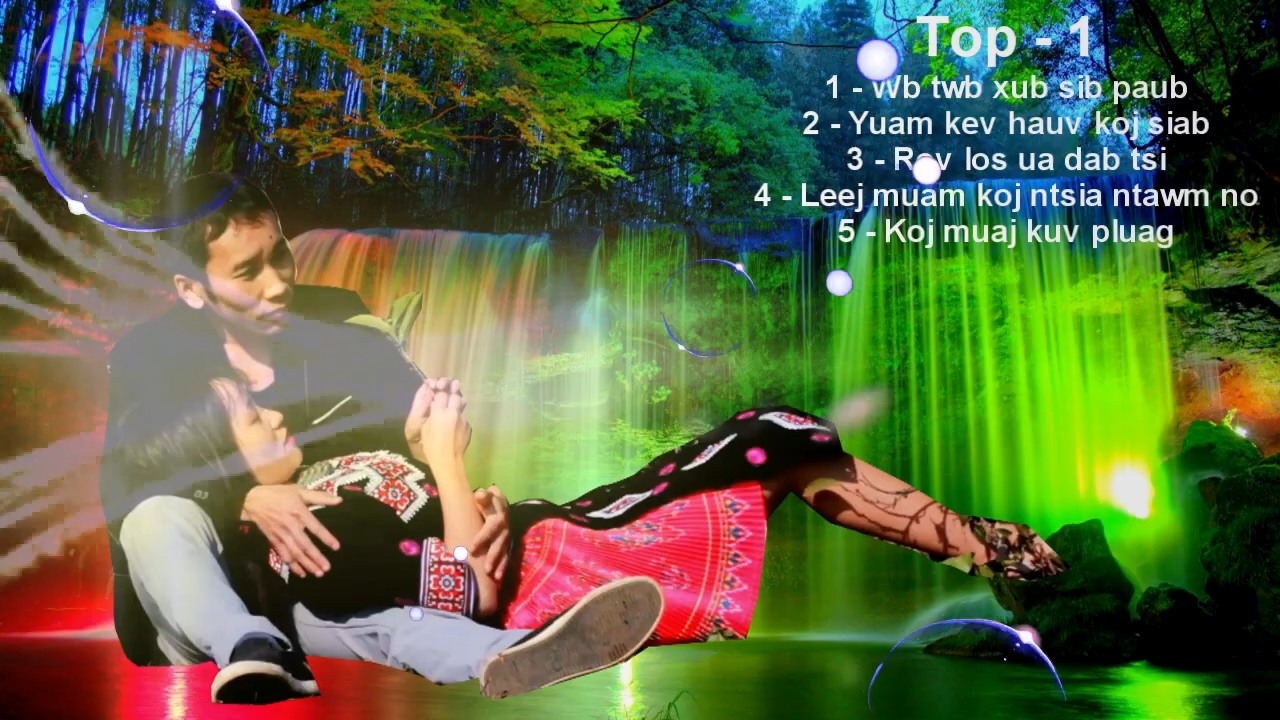 Top - 1
1 - Wb twb xub sib paub
2 - Yuam kev hauv koj siab
3 - Rov los ua dab tsi
4 - Leej muam koj ntsia ntawm no
5 - Koj muaj kuv pluag